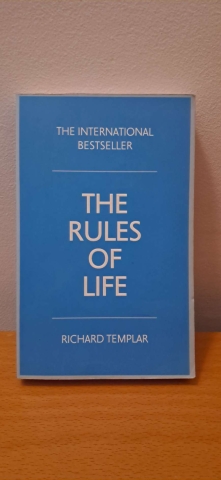 THE INTERNATIONAL
BESTSELLER
THE
RULES
OF
LIFE
RICHARD TEMPLAR